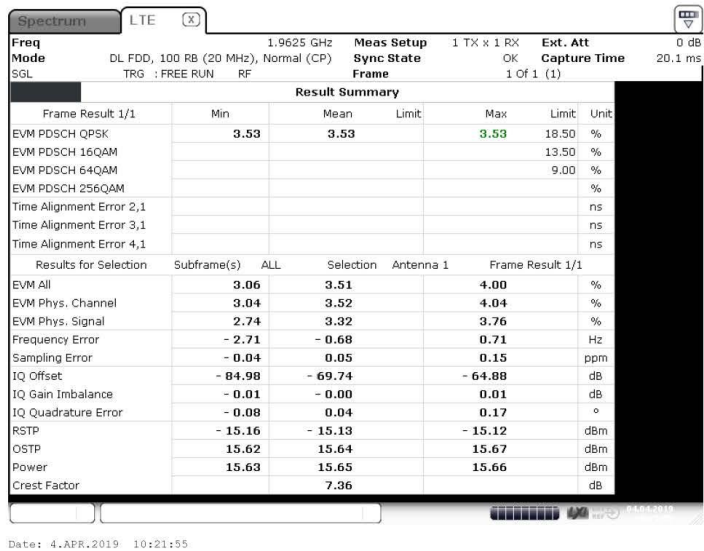 Spectrum LTE X
Freq 1.9625 GHz Meas Setup 1 TX x 1 RX Ext. Att 0 dB
Mode DL FDD, 100 RB (20 MHz), Normal (CP) Sync State OK Capture Time 20.1 ms
SGL TRG : FREE RUN RF Frame 1 Of 1 (1)
Result Summary
Frame Result 1/1 Min Mean Limit Max Limit Unit
EVM PDSCH QPSK 3.53 3.53 3.53 18.50 %
EVM PDSCH 16QAM 13.50 %
EVM PDSCH 64QAM 9.00 %
EVM PDSCH 256QAM %
Time Alignment Error 2,1 ns
Time Alignment Error 3,1 ns
Time Alignment Error 4,1 ns
Results for Selection Subframe(s) ALL Selection Antenna 1 Frame Result 1/1
EVM All 3.06 3.51 4.00 %
EVM Phys. Channel 3.04 3.52 4.04 %
EVM Phys. Signal 2.74 3.32 3.76 %
Frequency Error - 2.71 - 0.68 0.71 Hz
Sampling Error - 0.04 0.05 0.15 ppm
IQ Offset - 84.98 - 69.74 - 64.88 dB
IQ Gain Imbalance - 0.01 - 0.00 0.01 dB
IQ Quadrature Error - 0.08 0.04 0.17 °
RSTP - 15.16 - 15.13 - 15.12 dBm
OSTP 15.62 15.64 15.67 dBm
Power 15.63 15.65 15.66 dBm
Crest Factor 7.36 dB
04.04.2019
Date: 4.APR.2019 10:21:55